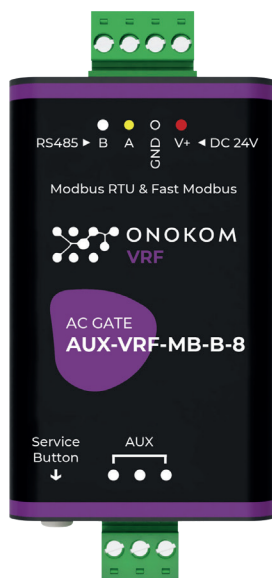 RS485 ► B A GND V+ ◄ DC 24V
Modbus RTU & Fast Modbus
ONOKOM
VRF
AC GATE
AUX-VRF-MB-B-8
Service
Button
AUX